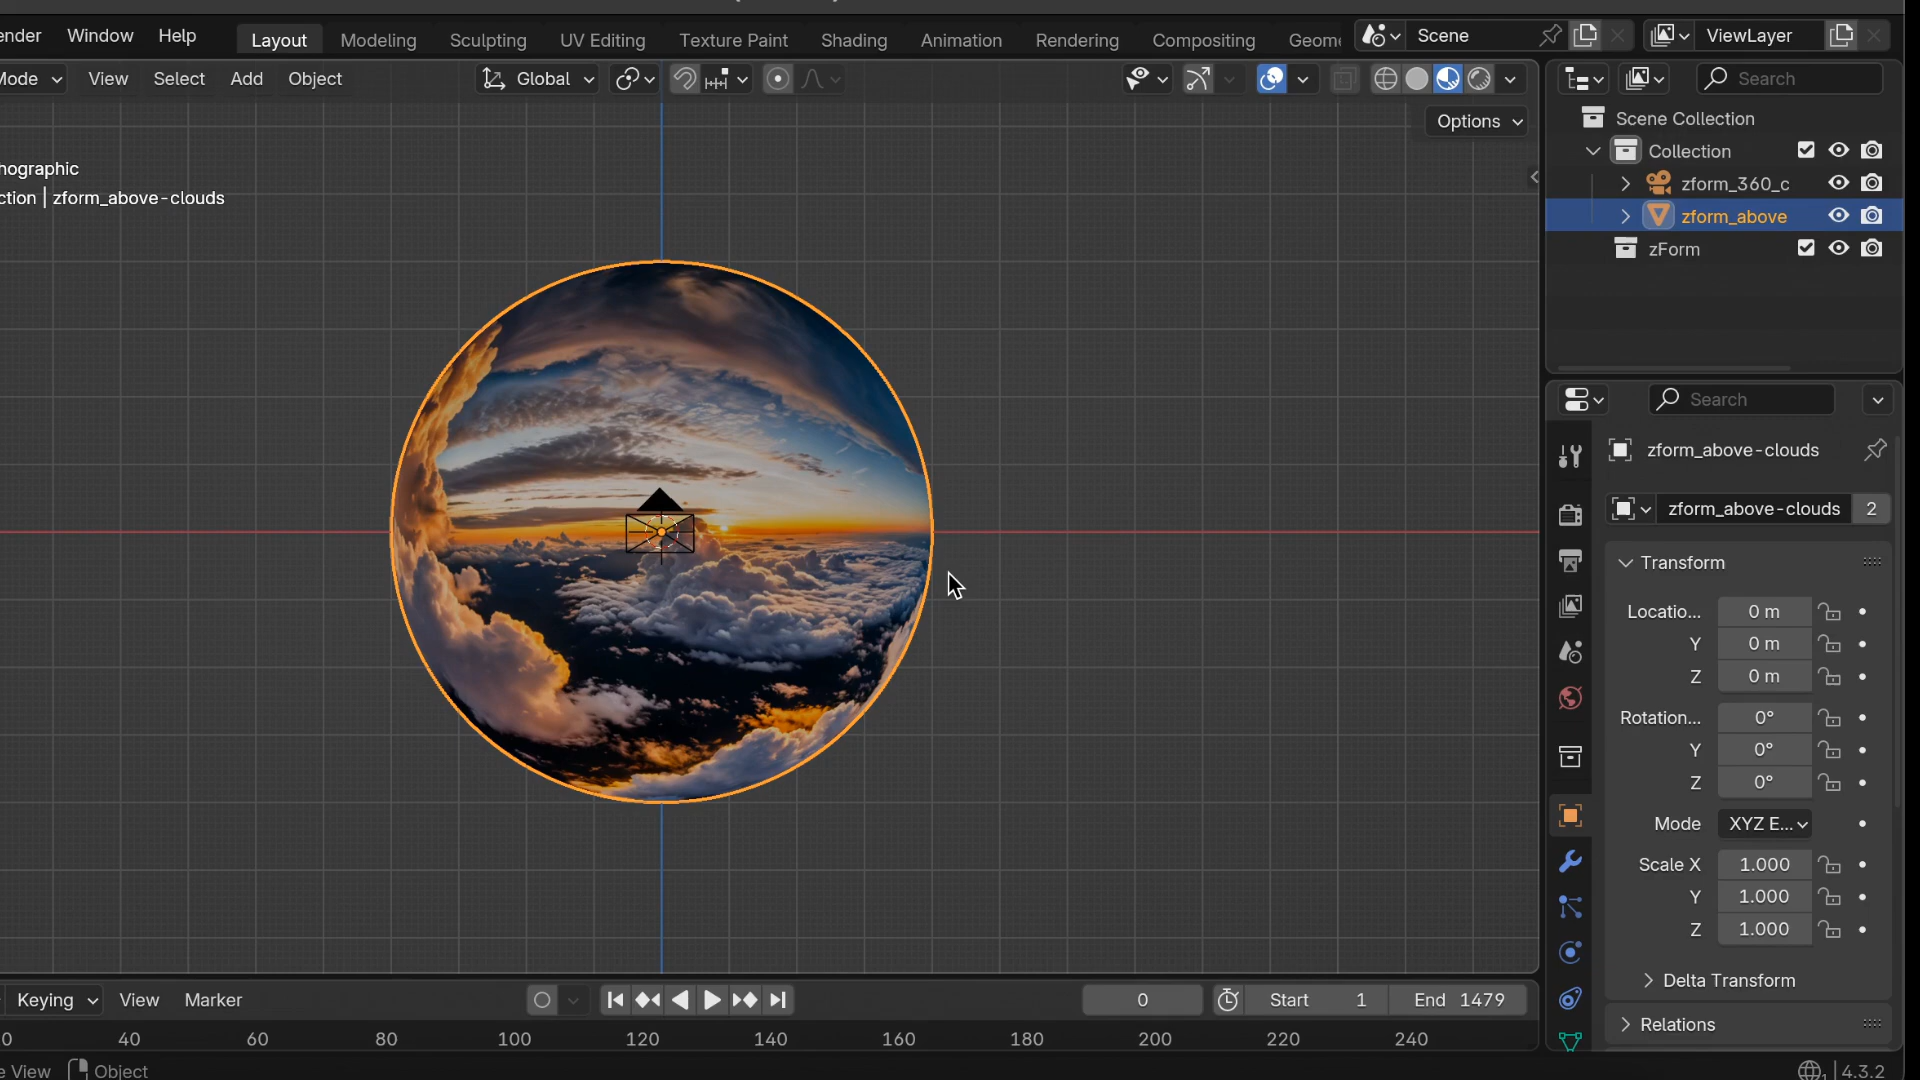 ender Window Help Layout Modeling Sculpting UV Editing Texture Paint Shading Animation Rendering Compositing Geome Scene ViewLayer
Mode View Select Add Object Global
Search
Options
hographic
ction | zform_above-clouds
Scene Collection
Collection
zform_360_c
zform_above
zForm
Search
zform_above-clouds
zform_above-clouds 2
Transform
Locatio... 0 m
Y 0 m
Z 0 m
Rotation... 0°
Y 0°
Z 0°
Mode XYZ E...
Scale X 1.000
Y 1.000
Z 1.000
Delta Transform
Relations
Keying View Marker 0 Start 1 End 1479
0 40 60 80 100 120 140 160 180 200 220 240
e View Object 4.3.2